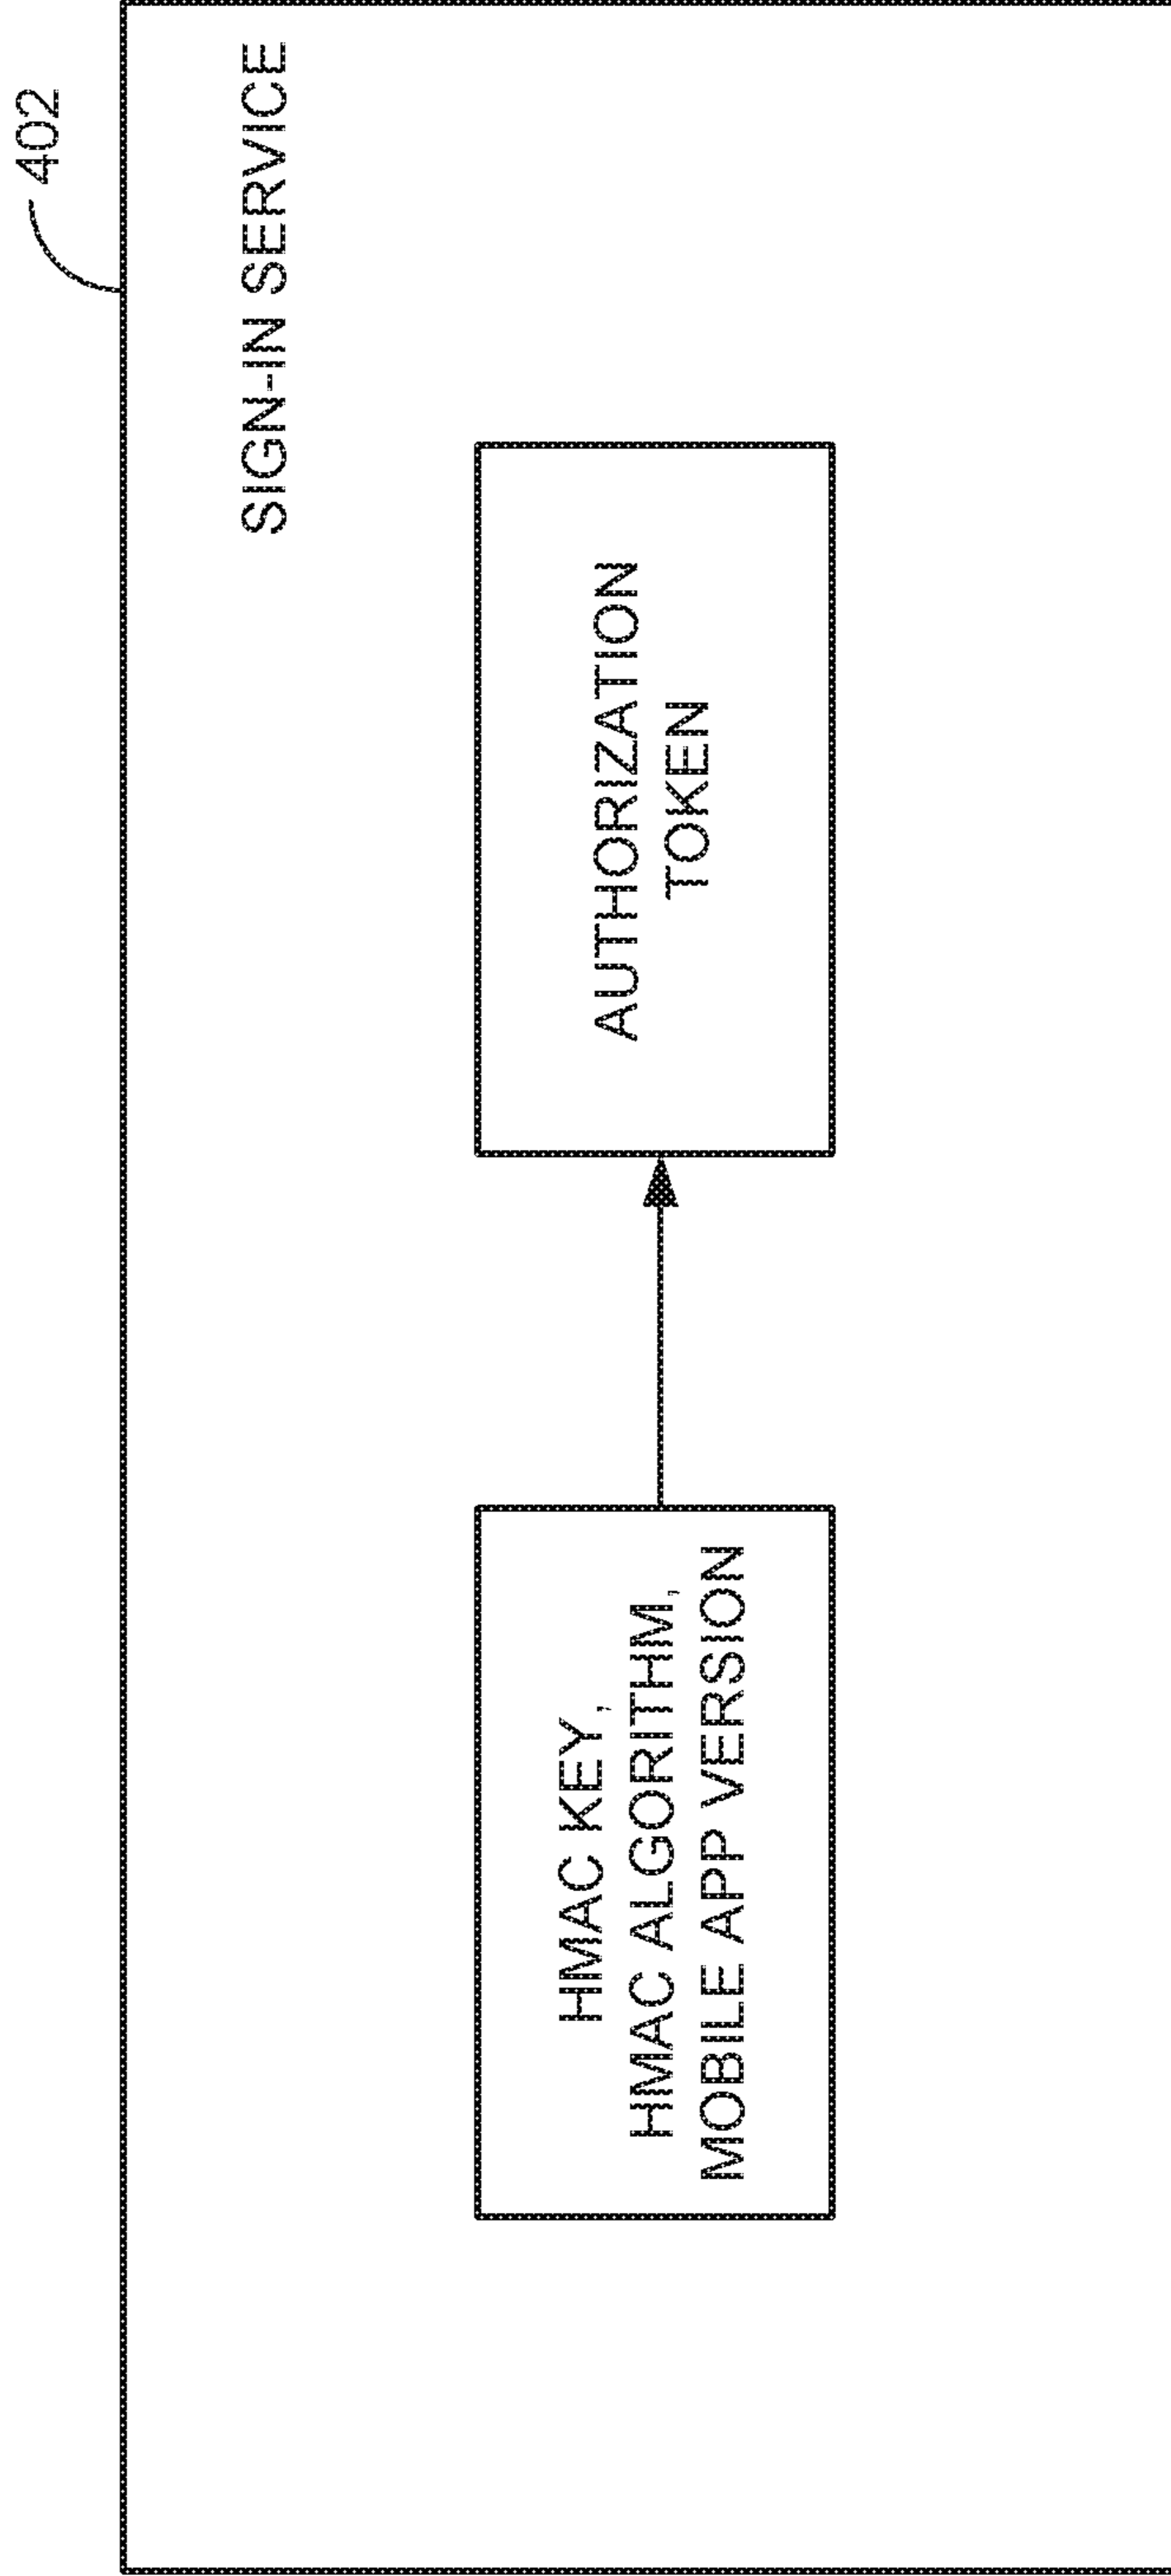 402
SIGN-IN SERVICE
HMAC KEY,
HMAC ALGORITHM,
MOBILE APP VERSION
AUTHORIZATION
TOKEN